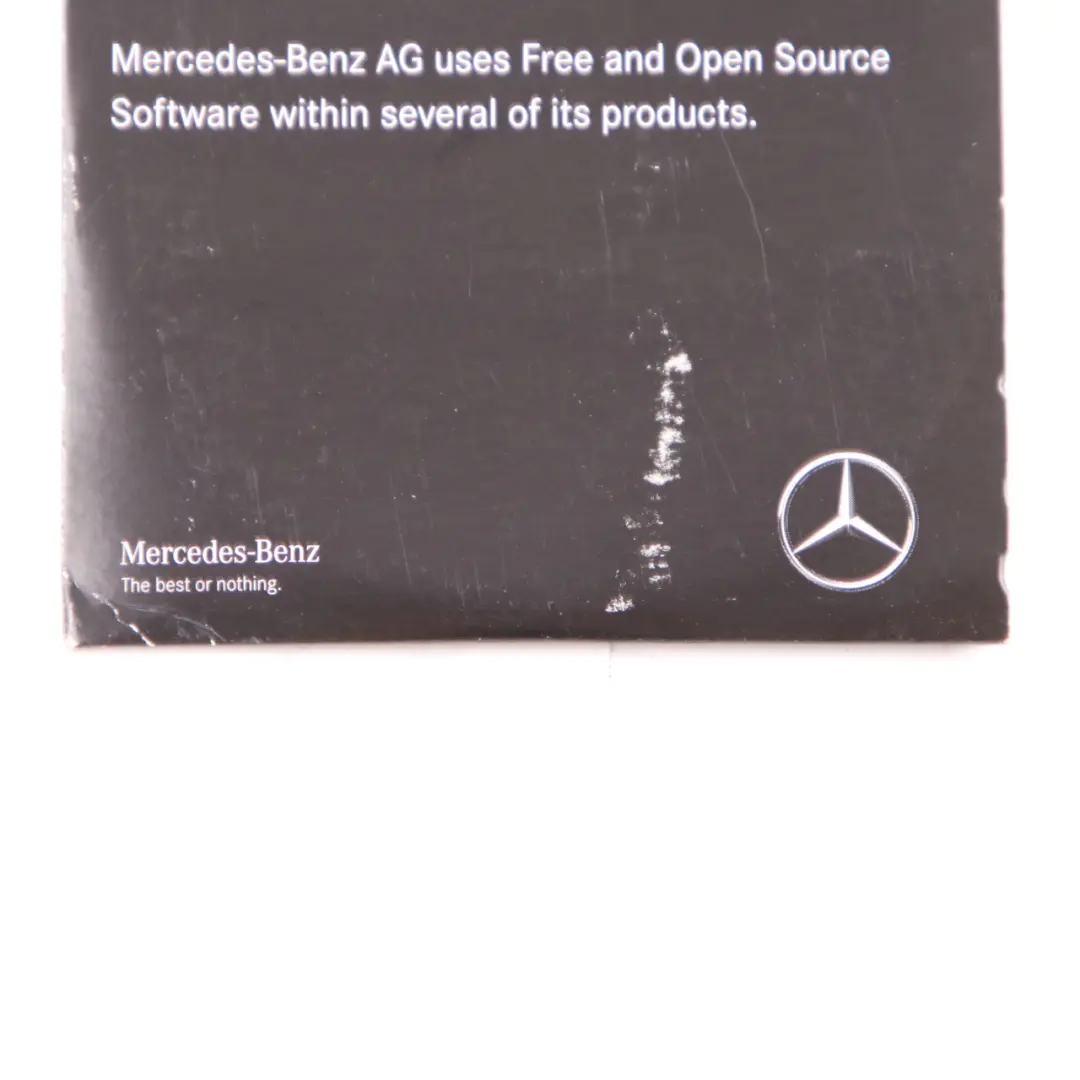 Mercedes-Benz AG uses Free and Open Source
Software within several of its products.
Mercedes-Benz
The best or nothing.